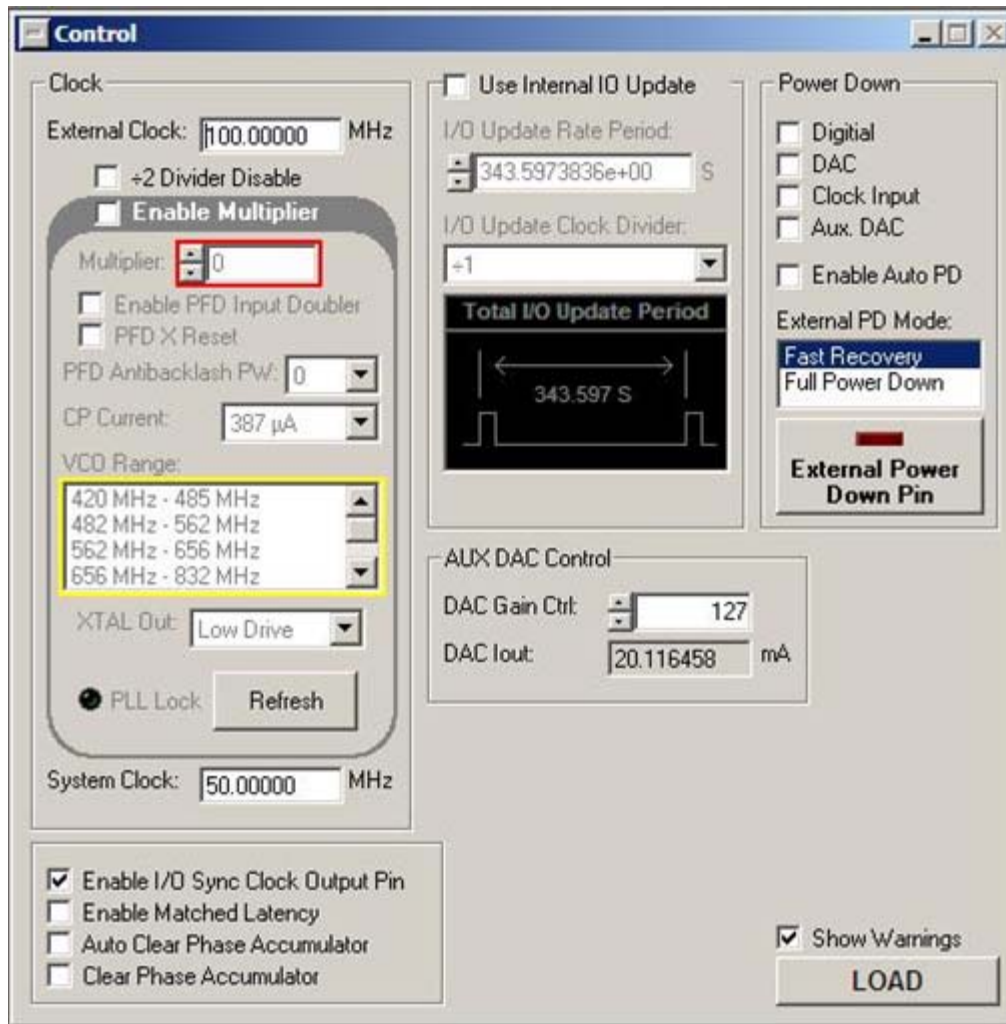 Control
Clock
External Clock: 100.00000 MHz
÷2 Divider Disable
Enable Multiplier
Multiplier: 0
Enable PFD Input Doubler
PFD X Reset
PFD Antibacklash PW: 0
CP Current: 387 µA
VCO Range:
420 MHz - 485 MHz
482 MHz - 562 MHz
562 MHz - 656 MHz
656 MHz - 832 MHz
XTAL Out: Low Drive
PLL Lock Refresh
System Clock: 50.00000 MHz
Enable I/O Sync Clock Output Pin
Enable Matched Latency
Auto Clear Phase Accumulator
Clear Phase Accumulator
Use Internal IO Update
I/O Update Rate Period:
343.5973836e+00 S
I/O Update Clock Divider:
÷1
Total I/O Update Period
343.597 S
AUX DAC Control
DAC Gain Ctrl: 127
DAC Iout: 20.116458 mA
Power Down
Digitial
DAC
Clock Input
Aux. DAC
Enable Auto PD
External PD Mode:
Fast Recovery
Full Power Down
External Power
Down Pin
Show Warnings
LOAD